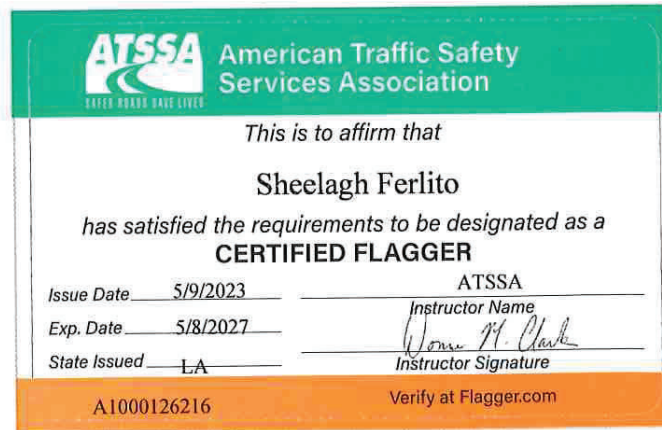 ATSSA
SAFER ROADS SAVE LIVES
American Traffic Safety
Services Association
This is to affirm that
Sheelagh Ferlito
has satisfied the requirements to be designated as a
CERTIFIED FLAGGER
Issue Date 5/9/2023
ATSSA
Instructor Name
Exp. Date 5/8/2027
M. Clark
State Issued LA
Instructor Signature
A1000126216
Verify at Flagger.com